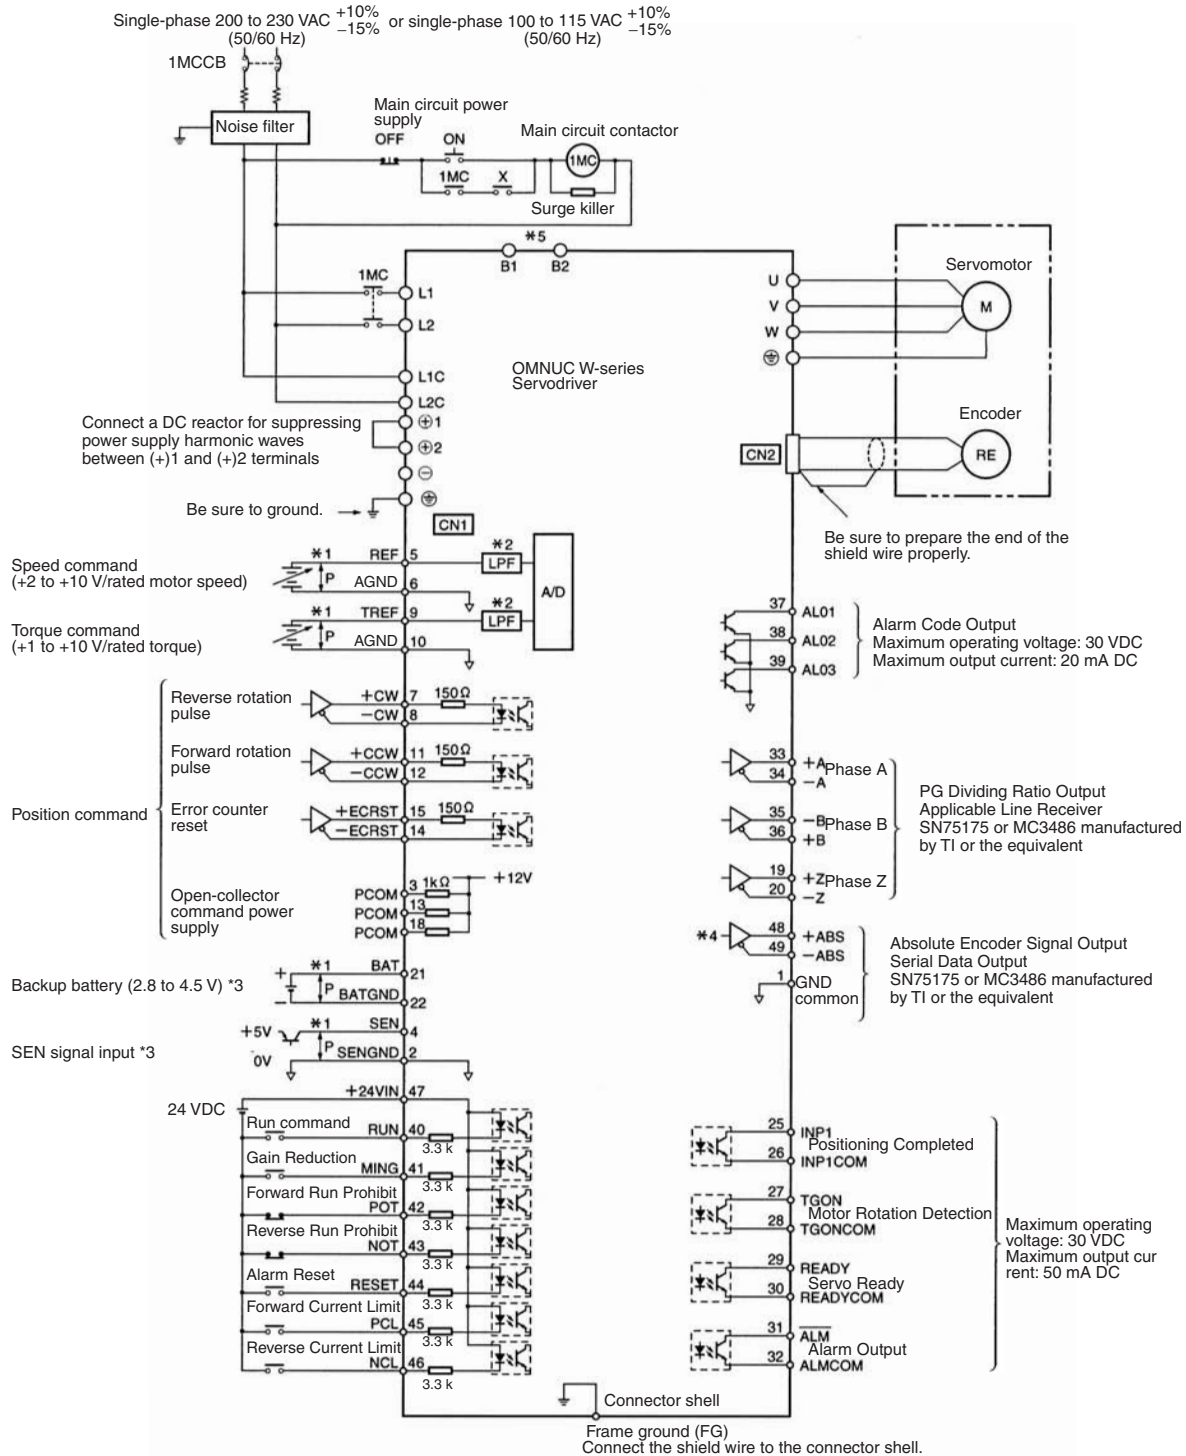 Single-phase 200 to 230 VAC +10% −15% or single-phase 100 to 115 VAC +10% −15%
(50/60 Hz) (50/60 Hz)
1MCCB
Noise filter
Main circuit power
supply
OFF ON
Main circuit contactor
1MC
1MC X
Surge killer
*5
B1 B2
1MC
L1
L2
L1C
L2C
OMNUC W-series
Servodriver
U
V
W
Servomotor
M
Encoder
RE
CN2
Connect a DC reactor for suppressing
power supply harmonic waves
between (+)1 and (+)2 terminals
⊕1
⊕2
⊖
Be sure to ground.
CN1
Be sure to prepare the end of the
shield wire properly.
Speed command
(+2 to +10 V/rated motor speed)
*1 REF 5 *2
P LPF
AGND 6
A/D
Torque command
(+1 to +10 V/rated torque)
*1 TREF 9 *2
P LPF
AGND 10
37 AL01
38 AL02
39 AL03
Alarm Code Output
Maximum operating voltage: 30 VDC
Maximum output current: 20 mA DC
Position command
Reverse rotation
pulse
+CW 7 150Ω
−CW 8
Forward rotation
pulse
+CCW 11 150Ω
−CCW 12
Error counter
reset
+ECRST 15 150Ω
−ECRST 14
Open-collector
command power
supply
PCOM 3 1kΩ +12V
PCOM 13
PCOM 18
33 +A Phase A
34 −A
35 −B Phase B
36 +B
19 +Z Phase Z
20 −Z
PG Dividing Ratio Output
Applicable Line Receiver
SN75175 or MC3486 manufactured
by TI or the equivalent
*4 48 +ABS
49 −ABS
1 GND
common
Absolute Encoder Signal Output
Serial Data Output
SN75175 or MC3486 manufactured
by TI or the equivalent
Backup battery (2.8 to 4.5 V) *3
+ *1 BAT 21
P
− BATGND 22
SEN signal input *3
+5V *1 SEN 4
P
0V SENGND 2
+24VIN 47
24 VDC
Run command
RUN 40
3.3 k
Gain Reduction
MING 41
3.3 k
Forward Run Prohibit
POT 42
3.3 k
Reverse Run Prohibit
NOT 43
3.3 k
Alarm Reset
RESET 44
3.3 k
Forward Current Limit
PCL 45
3.3 k
Reverse Current Limit
NCL 46
3.3 k
25 INP1
Positioning Completed
26 INP1COM
27 TGON
Motor Rotation Detection
28 TGONCOM
29 READY
Servo Ready
30 READYCOM
31 ALM
Alarm Output
32 ALMCOM
Maximum operating
voltage: 30 VDC
Maximum output cur
rent: 50 mA DC
Connector shell
Frame ground (FG)
Connect the shield wire to the connector shell.